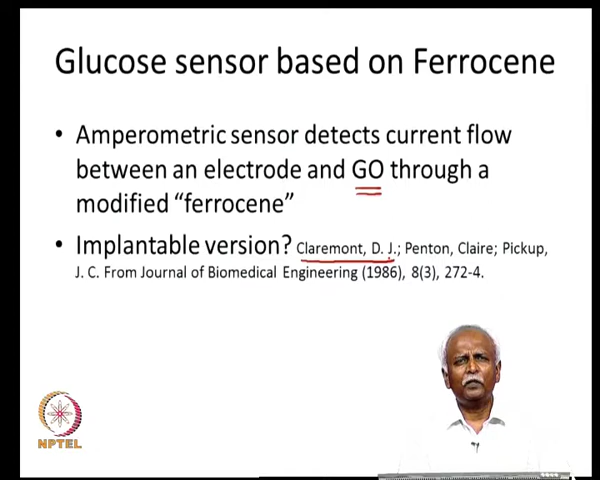 Glucose sensor based on Ferrocene
• Amperometric sensor detects current flow
between an electrode and GO through a
modified “ferrocene”
• Implantable version? Claremont, D. J.; Penton, Claire; Pickup,
J. C. From Journal of Biomedical Engineering (1986), 8(3), 272-4.
NPTEL